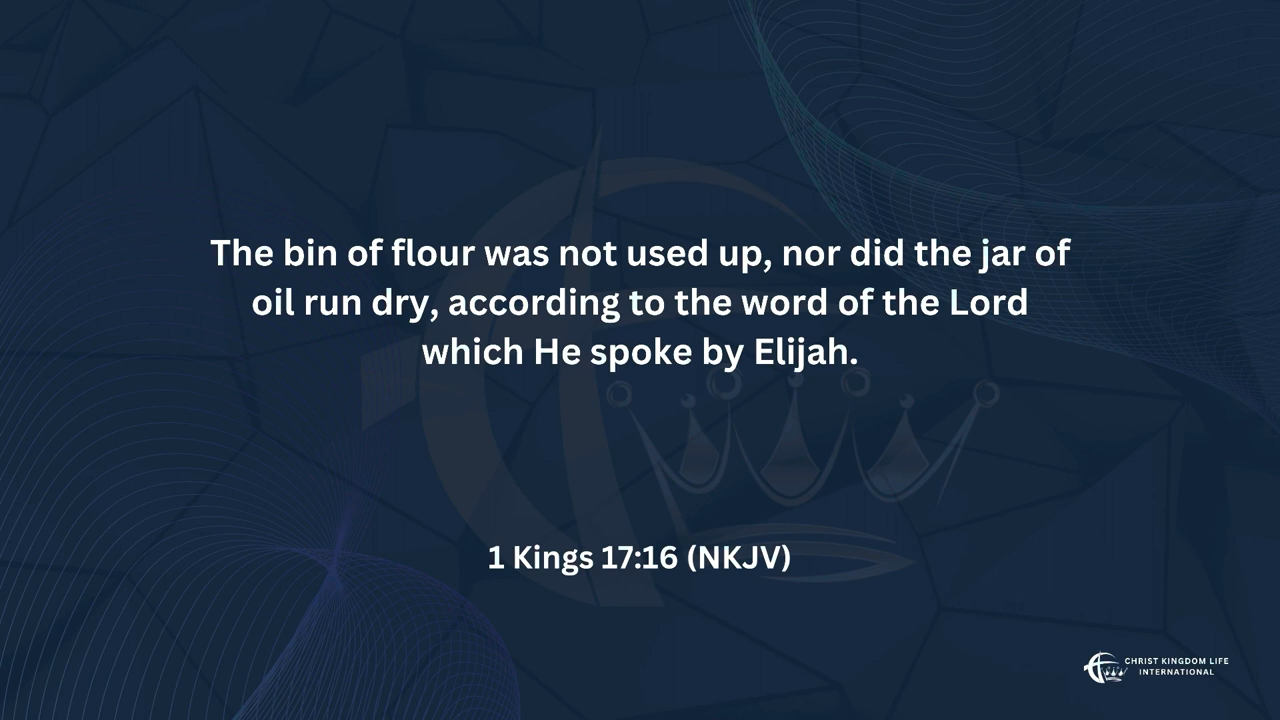 The bin of flour was not used up, nor did the jar of
oil run dry, according to the word of the Lord
which He spoke by Elijah.
1 Kings 17:16 (NKJV)
CHRIST KINGDOM LIFE
INTERNATIONAL